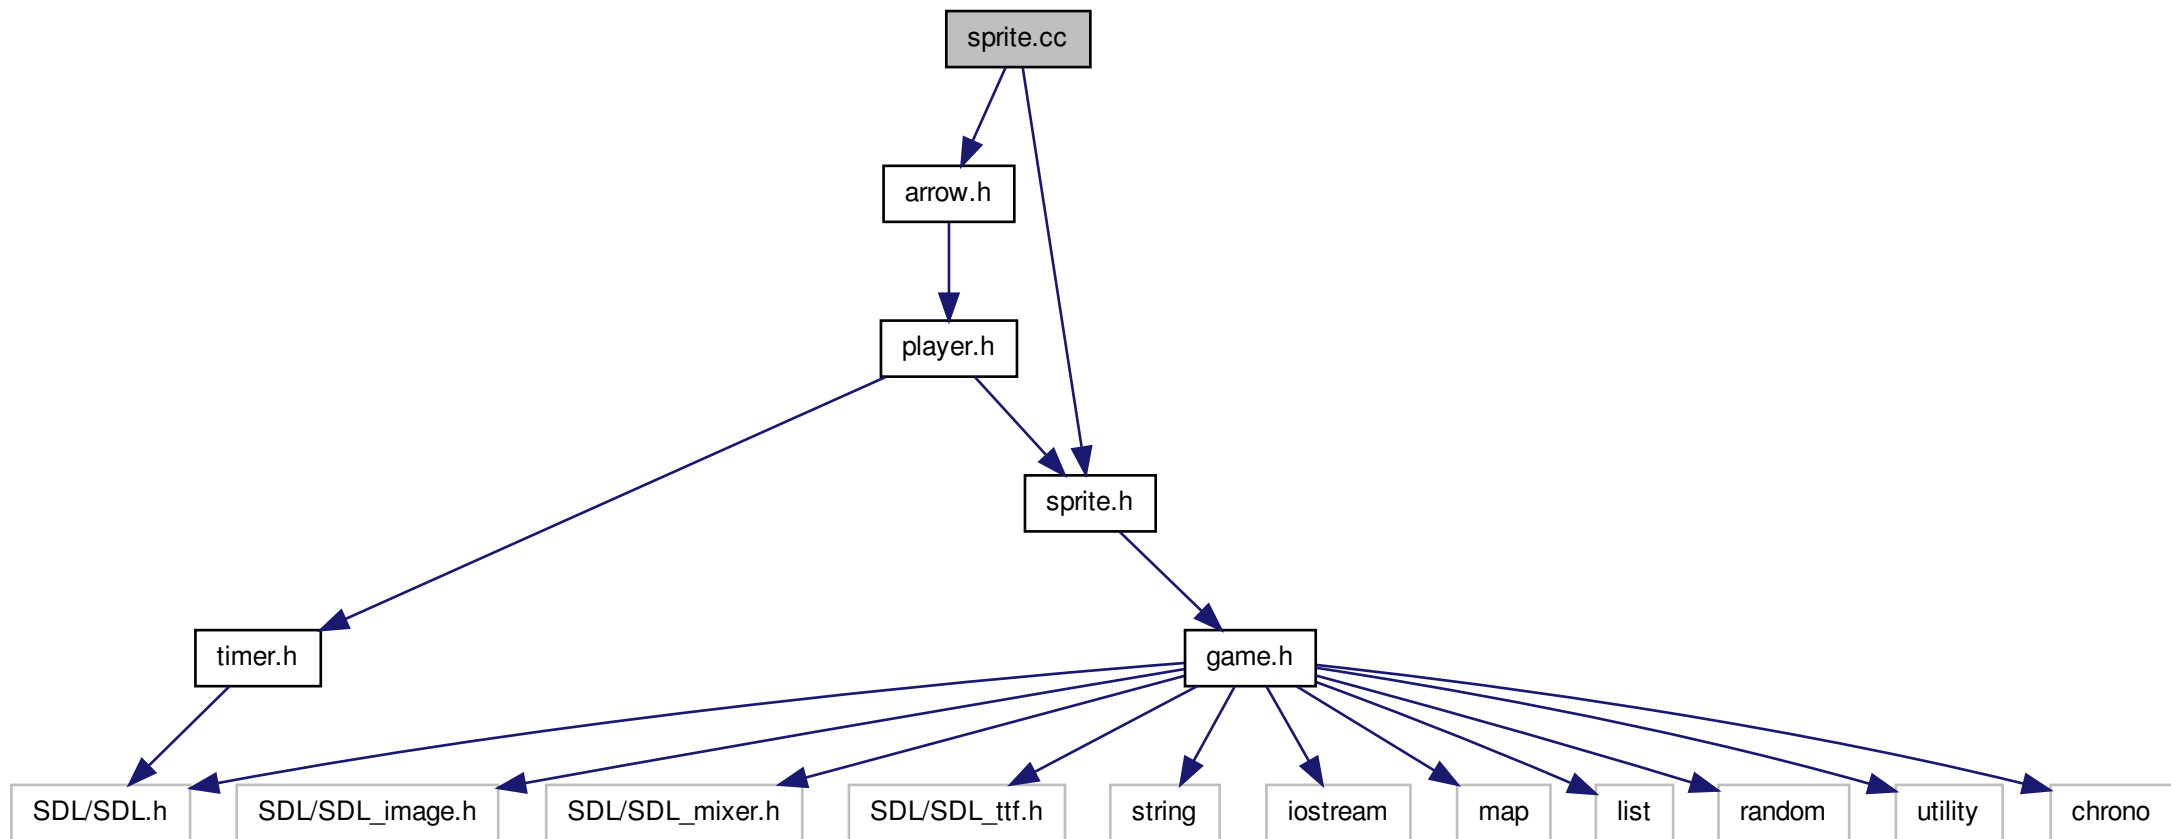 sprite.cc
arrow.h
player.h
sprite.h
timer.h
game.h
SDL/SDL.h
SDL/SDL_image.h
SDL/SDL_mixer.h
SDL/SDL_ttf.h
string
iostream
map
list
random
utility
chrono